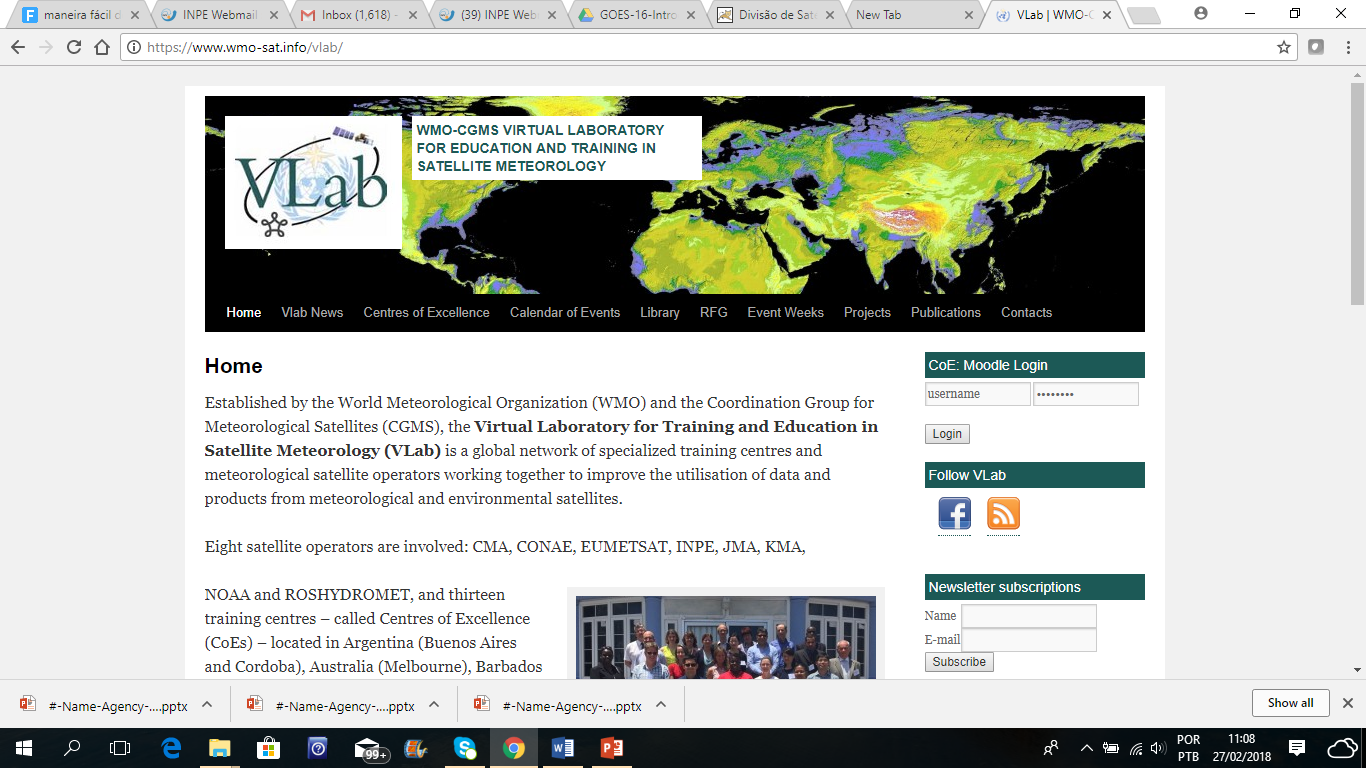 maneira fácil d
INPE Webmail
Inbox (1,618) -
(39) INPE Web
GOES-16-Intro
Divisão de Saté
New Tab
VLab | WMO-C
https://www.wmo-sat.info/vlab/
VLab
WMO-CGMS VIRTUAL LABORATORY
FOR EDUCATION AND TRAINING IN
SATELLITE METEOROLOGY
Home Vlab News Centres of Excellence Calendar of Events Library RFG Event Weeks Projects Publications Contacts
Home
Established by the World Meteorological Organization (WMO) and the Coordination Group for
Meteorological Satellites (CGMS), the Virtual Laboratory for Training and Education in
Satellite Meteorology (VLab) is a global network of specialized training centres and
meteorological satellite operators working together to improve the utilisation of data and
products from meteorological and environmental satellites.
Eight satellite operators are involved: CMA, CONAE, EUMETSAT, INPE, JMA, KMA,
NOAA and ROSHYDROMET, and thirteen
training centres – called Centres of Excellence
(CoEs) – located in Argentina (Buenos Aires
and Cordoba), Australia (Melbourne), Barbados
CoE: Moodle Login
username ••••••••
Login
Follow VLab
Newsletter subscriptions
Name
E-mail
Subscribe
#-Name-Agency-....pptx
#-Name-Agency-....pptx
#-Name-Agency-....pptx
Show all
99+
POR
PTB
11:08
27/02/2018